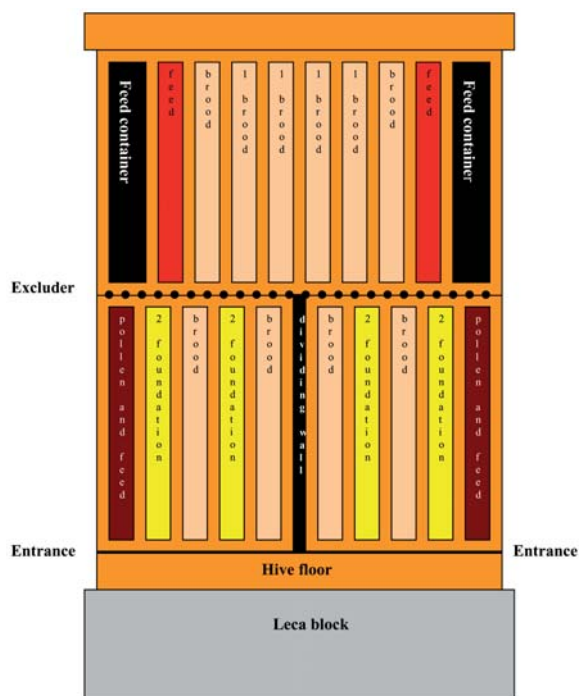 Feed container
feed
brood
1 brood
1 brood
1 brood
1 brood
brood
feed
Feed container
Excluder
pollen and feed
2 foundation
brood
2 foundation
brood
dividing wall
brood
2 foundation
brood
2 foundation
pollen and feed
Entrance
Entrance
Hive floor
Leca block